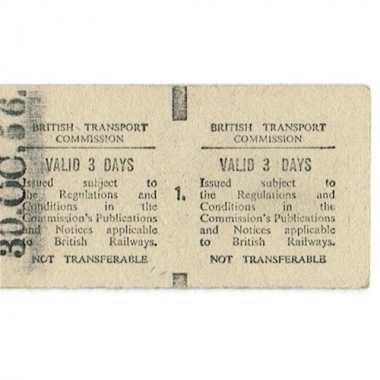 30 OC. 56.
BRITISH TRANSPORT
COMMISSION
VALID 3 DAYS
Issued subject to
the Regulations and
Conditions in the
Commission's Publications
and Notices applicable
to British Railways.
NOT TRANSFERABLE
1.
BRITISH TRANSPORT
COMMISSION
VALID 3 DAYS
Issued subject to
the Regulations and
Conditions in the
Commission's Publications
and Notices applicable
to British Railways.
NOT TRANSFERABLE